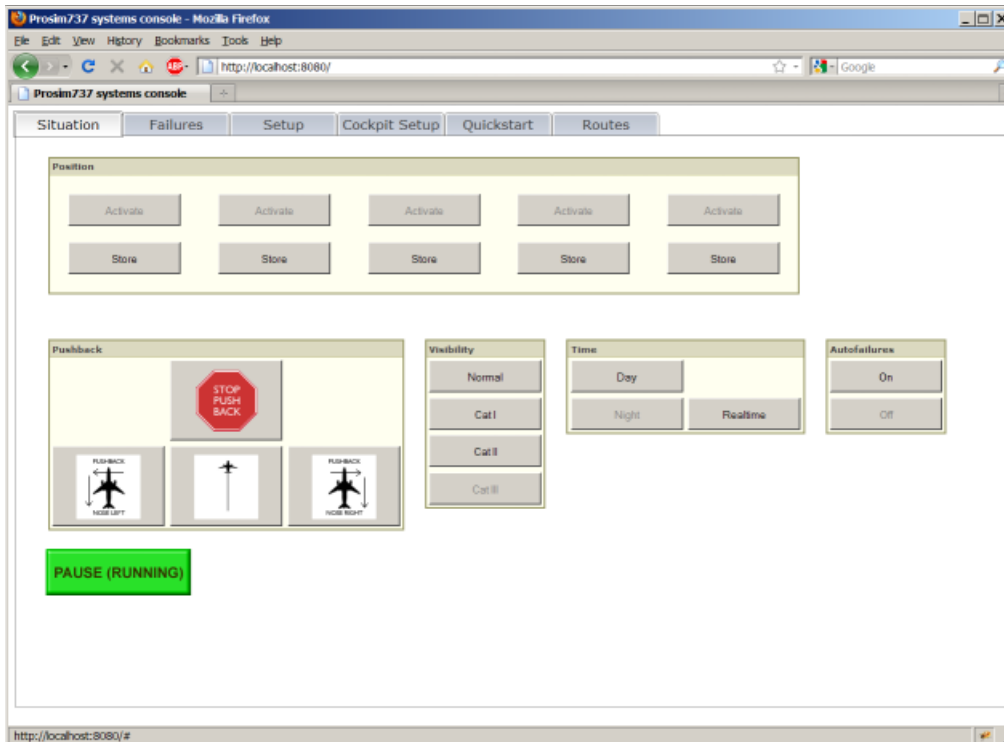 Prosim737 systems console - Mozilla Firefox
File Edit View History Bookmarks Tools Help
ABP http://localhost:8080/ Google
Prosim737 systems console
Situation Failures Setup Cockpit Setup Quickstart Routes
Position
Activate Activate Activate Activate Activate
Store Store Store Store Store
Pushback
STOP
PUSH
BACK
PUSHBACK
NOSE LEFT
PUSHBACK
NOSE RIGHT
Visibility
Normal
Cat I
Cat II
Cat III
Time
Day
Night Realtime
Autofailures
On
Off
PAUSE (RUNNING)
http://localhost:8080/#